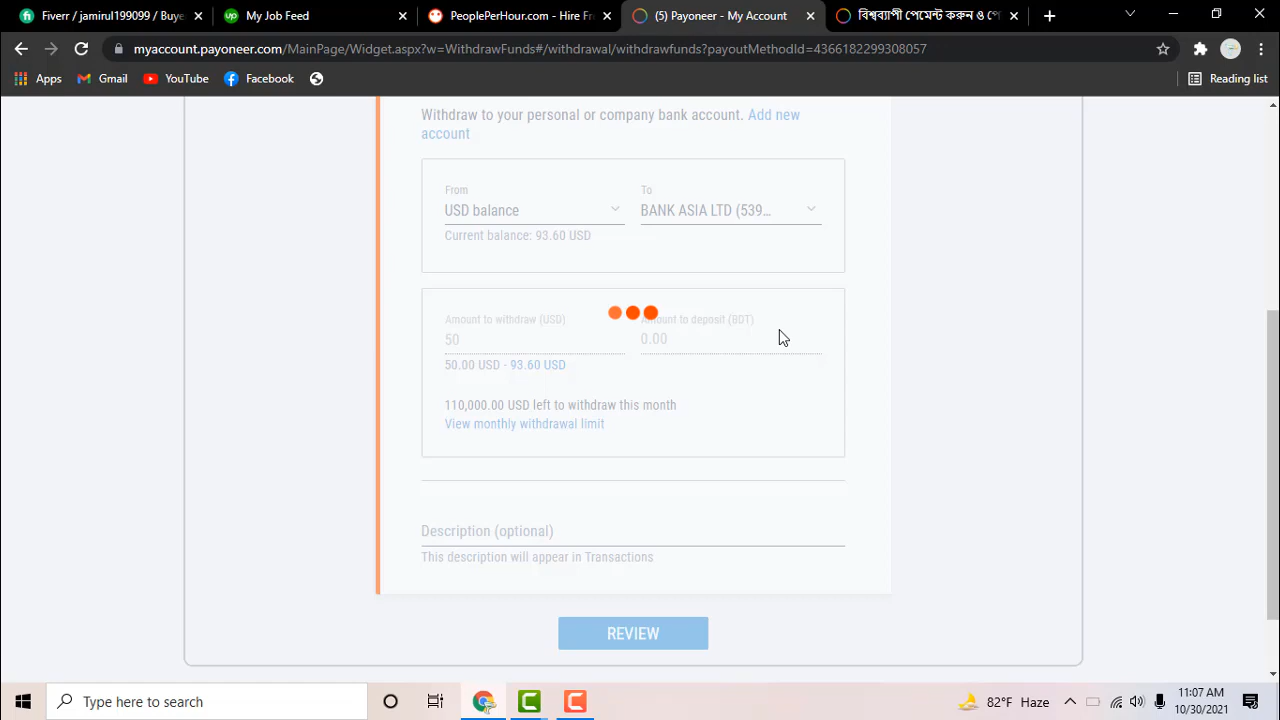 Fiverr / jamirul199099 / Buye
My Job Feed
PeoplePerHour.com - Hire Fr
(5) Payoneer - My Account
বিশ্বব্যাপী পেমেন্ট করুন ও পে
myaccount.payoneer.com/MainPage/Widget.aspx?w=WithdrawFunds#/withdrawal/withdrawfunds?payoutMethodId=4366182299308057
Apps
Gmail
YouTube
Facebook
Reading list
Withdraw to your personal or company bank account. Add new
account
From
To
USD balance
BANK ASIA LTD (539...
Current balance: 93.60 USD
Amount to withdraw (USD)
Amount to deposit (BDT)
50
0.00
50.00 USD - 93.60 USD
110,000.00 USD left to withdraw this month
View monthly withdrawal limit
Description (optional)
This description will appear in Transactions
REVIEW
Type here to search
82°F Haze
11:07 AM
10/30/2021